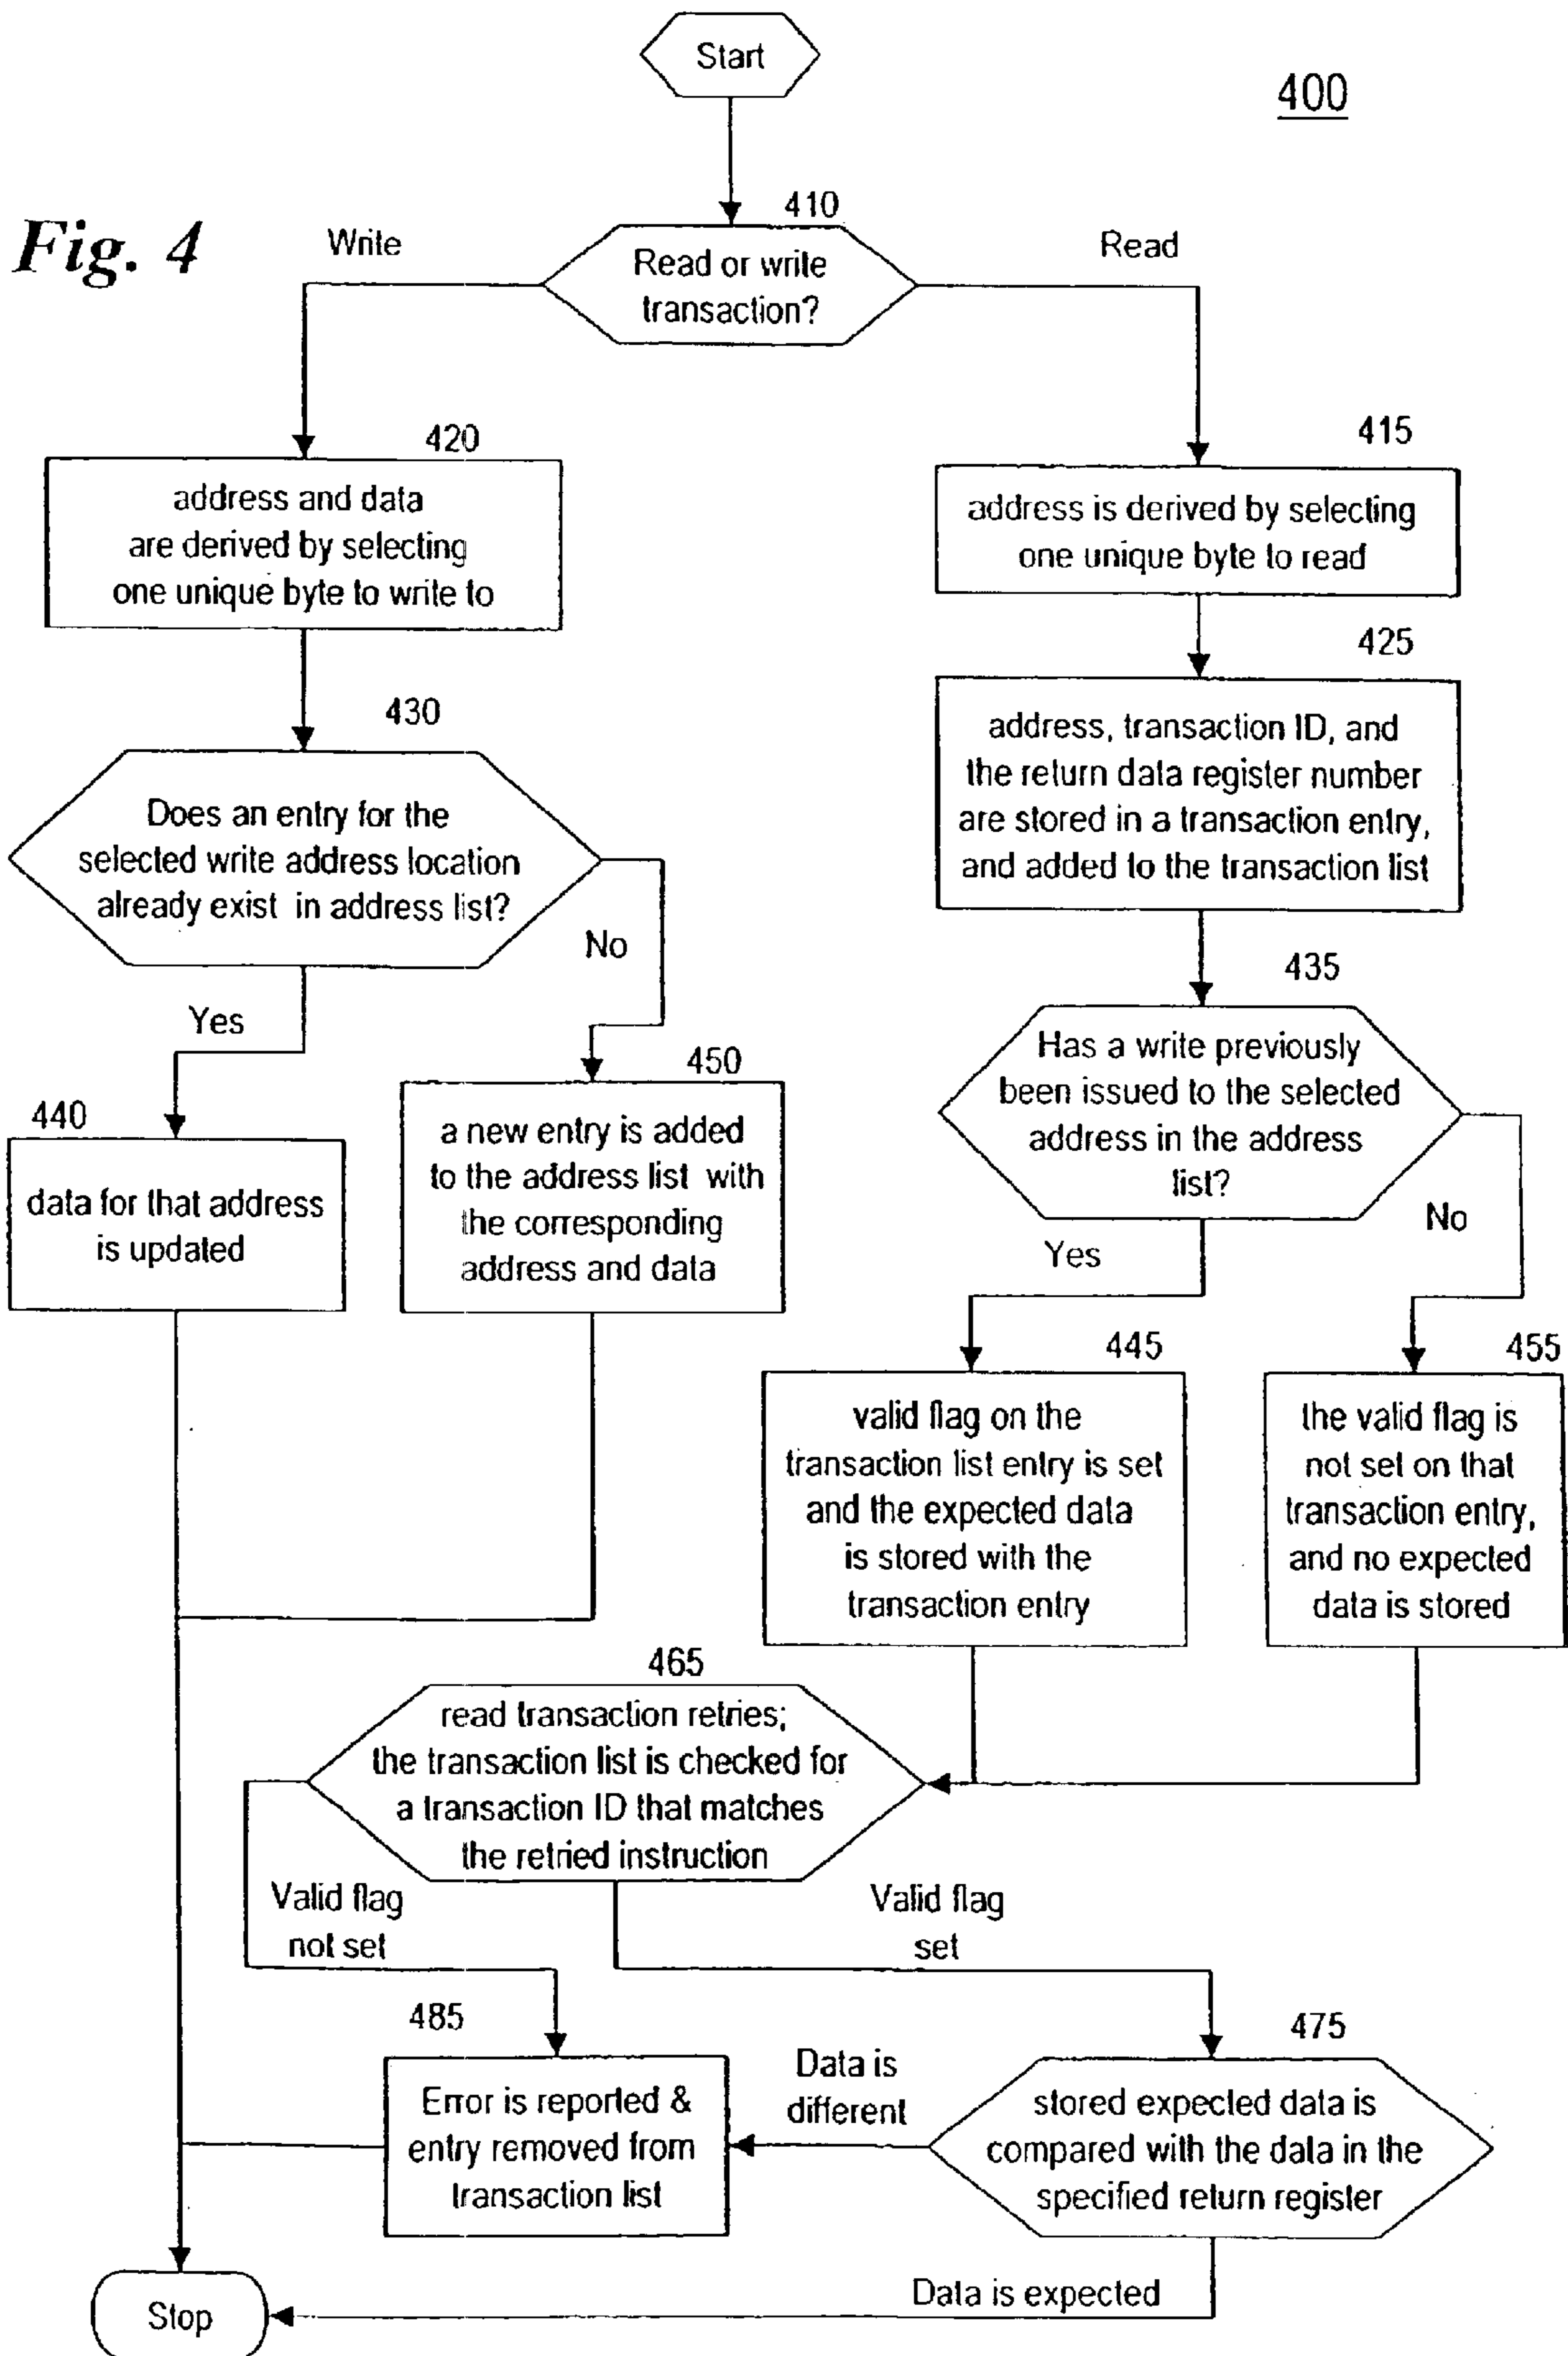 Start
400
Fig. 4
410
Write
Read
Read or write
transaction?
420
address and data
are derived by selecting
one unique byte to write to
415
address is derived by selecting
one unique byte to read
425
address, transaction ID, and
the return data register number
are stored in a transaction entry,
and added to the transaction list
430
Does an entry for the
selected write address location
already exist in address list?
No
Yes
435
Has a write previously
been issued to the selected
address in the address
list?
No
Yes
440
data for that address
is updated
450
a new entry is added
to the address list with
the corresponding
address and data
445
valid flag on the
transaction list entry is set
and the expected data
is stored with the
transaction entry
455
the valid flag is
not set on that
transaction entry,
and no expected
data is stored
465
read transaction retries;
the transaction list is checked for
a transaction ID that matches
the retried instruction
Valid flag
not set
Valid flag
set
485
Error is reported &
entry removed from
transaction list
Data is
different
475
stored expected data is
compared with the data in the
specified return register
Data is expected
Stop